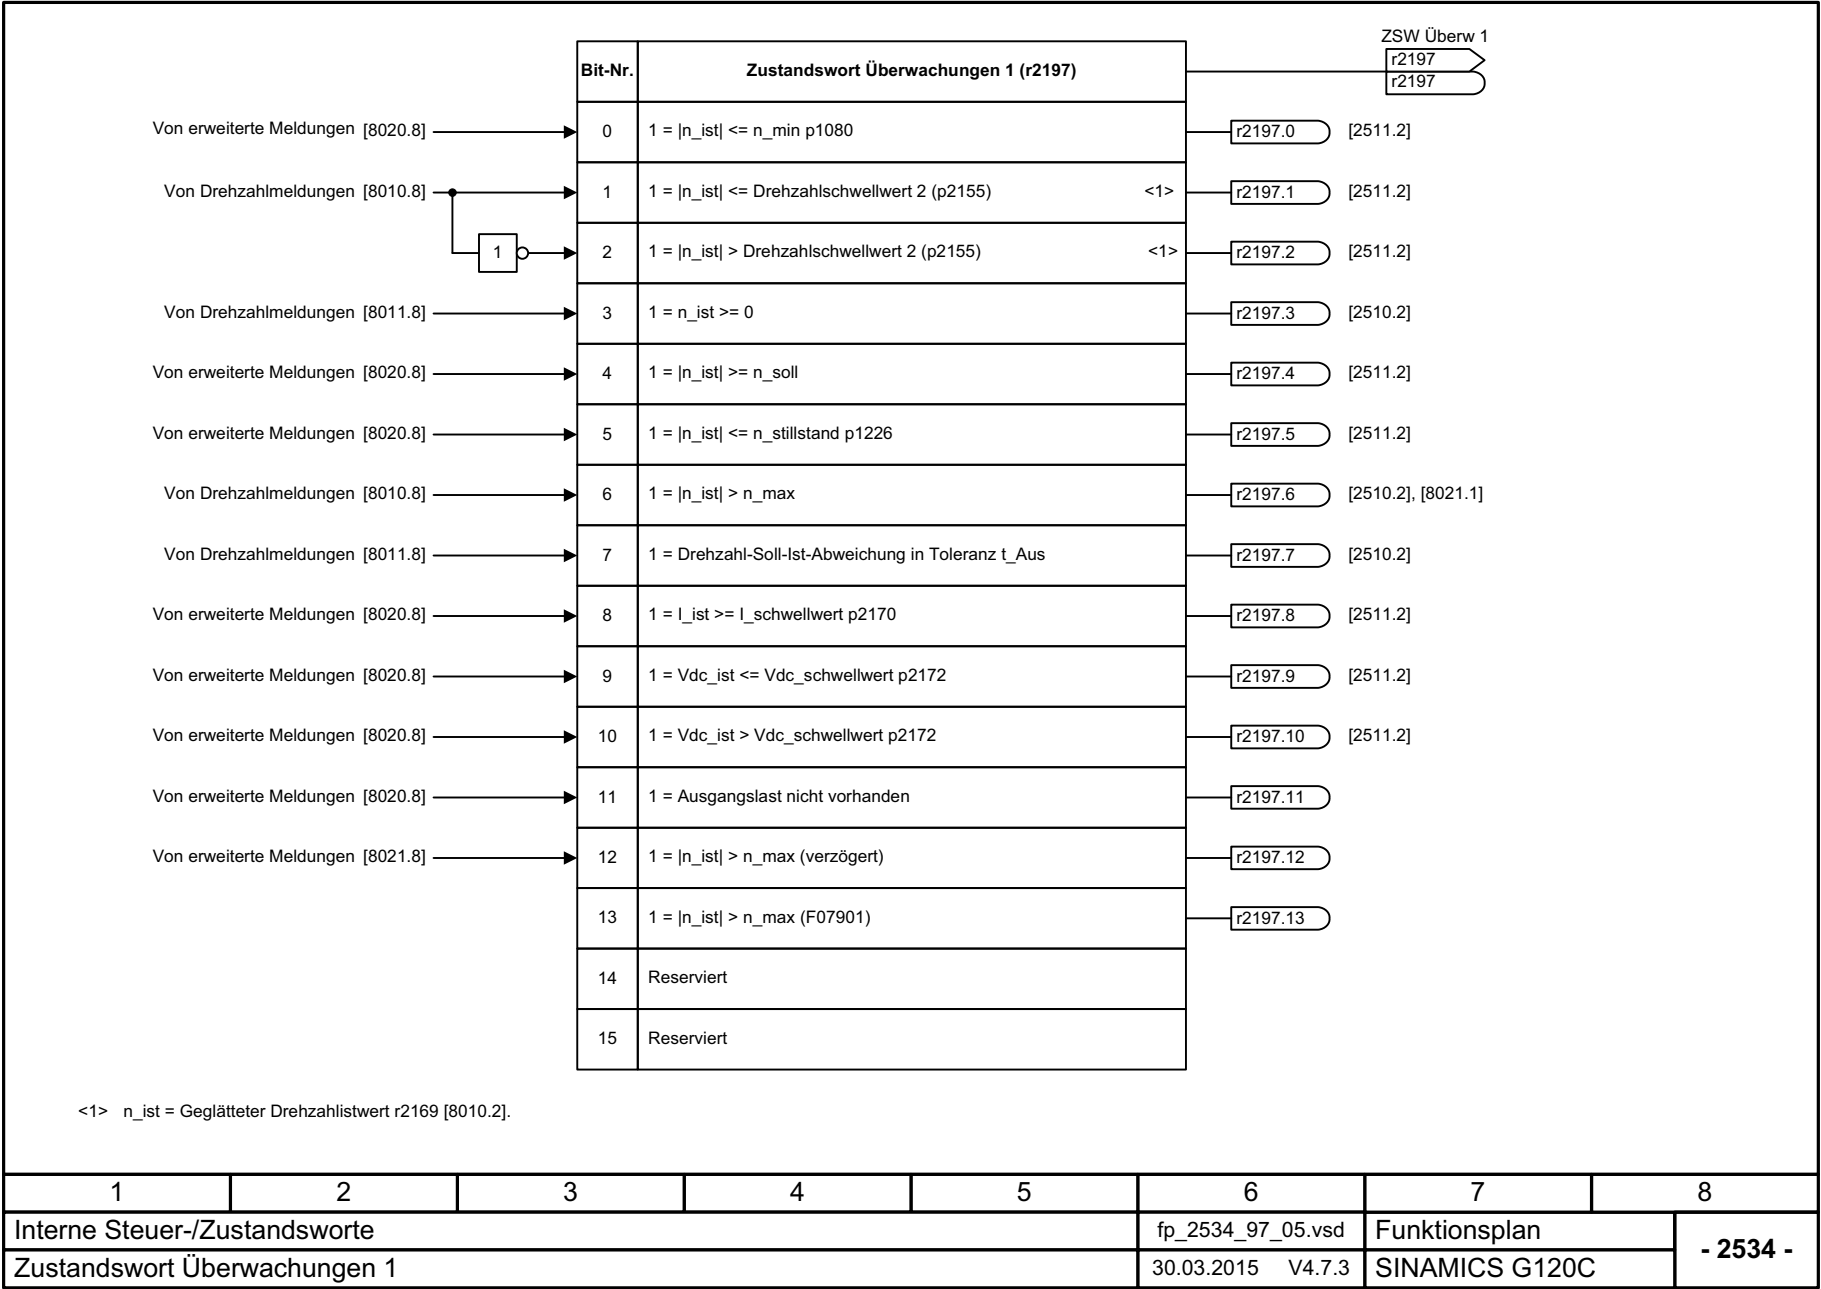 ZSW Überw 1
Bit-Nr. Zustandswort Überwachungen 1 (r2197) r2197
r2197
Von erweiterte Meldungen [8020.8] 0 1 = |n_ist| <= n_min p1080 r2197.0 [2511.2]
Von Drehzahlmeldungen [8010.8] 1 1 = |n_ist| <= Drehzahlschwellwert 2 (p2155) <1> r2197.1 [2511.2]
1 2 1 = |n_ist| > Drehzahlschwellwert 2 (p2155) <1> r2197.2 [2511.2]
Von Drehzahlmeldungen [8011.8] 3 1 = n_ist >= 0 r2197.3 [2510.2]
Von erweiterte Meldungen [8020.8] 4 1 = |n_ist| >= n_soll r2197.4 [2511.2]
Von erweiterte Meldungen [8020.8] 5 1 = |n_ist| <= n_stillstand p1226 r2197.5 [2511.2]
Von Drehzahlmeldungen [8010.8] 6 1 = |n_ist| > n_max r2197.6 [2510.2], [8021.1]
Von Drehzahlmeldungen [8011.8] 7 1 = Drehzahl-Soll-Ist-Abweichung in Toleranz t_Aus r2197.7 [2510.2]
Von erweiterte Meldungen [8020.8] 8 1 = I_ist >= I_schwellwert p2170 r2197.8 [2511.2]
Von erweiterte Meldungen [8020.8] 9 1 = Vdc_ist <= Vdc_schwellwert p2172 r2197.9 [2511.2]
Von erweiterte Meldungen [8020.8] 10 1 = Vdc_ist > Vdc_schwellwert p2172 r2197.10 [2511.2]
Von erweiterte Meldungen [8020.8] 11 1 = Ausgangslast nicht vorhanden r2197.11
Von erweiterte Meldungen [8021.8] 12 1 = |n_ist| > n_max (verzögert) r2197.12
13 1 = |n_ist| > n_max (F07901) r2197.13
14 Reserviert
15 Reserviert
<1> n_ist = Geglätteter Drehzahlistwert r2169 [8010.2].
1 2 3 4 5 6 7 8
Interne Steuer-/Zustandsworte fp_2534_97_05.vsd Funktionsplan - 2534 -
Zustandswort Überwachungen 1 30.03.2015 V4.7.3 SINAMICS G120C